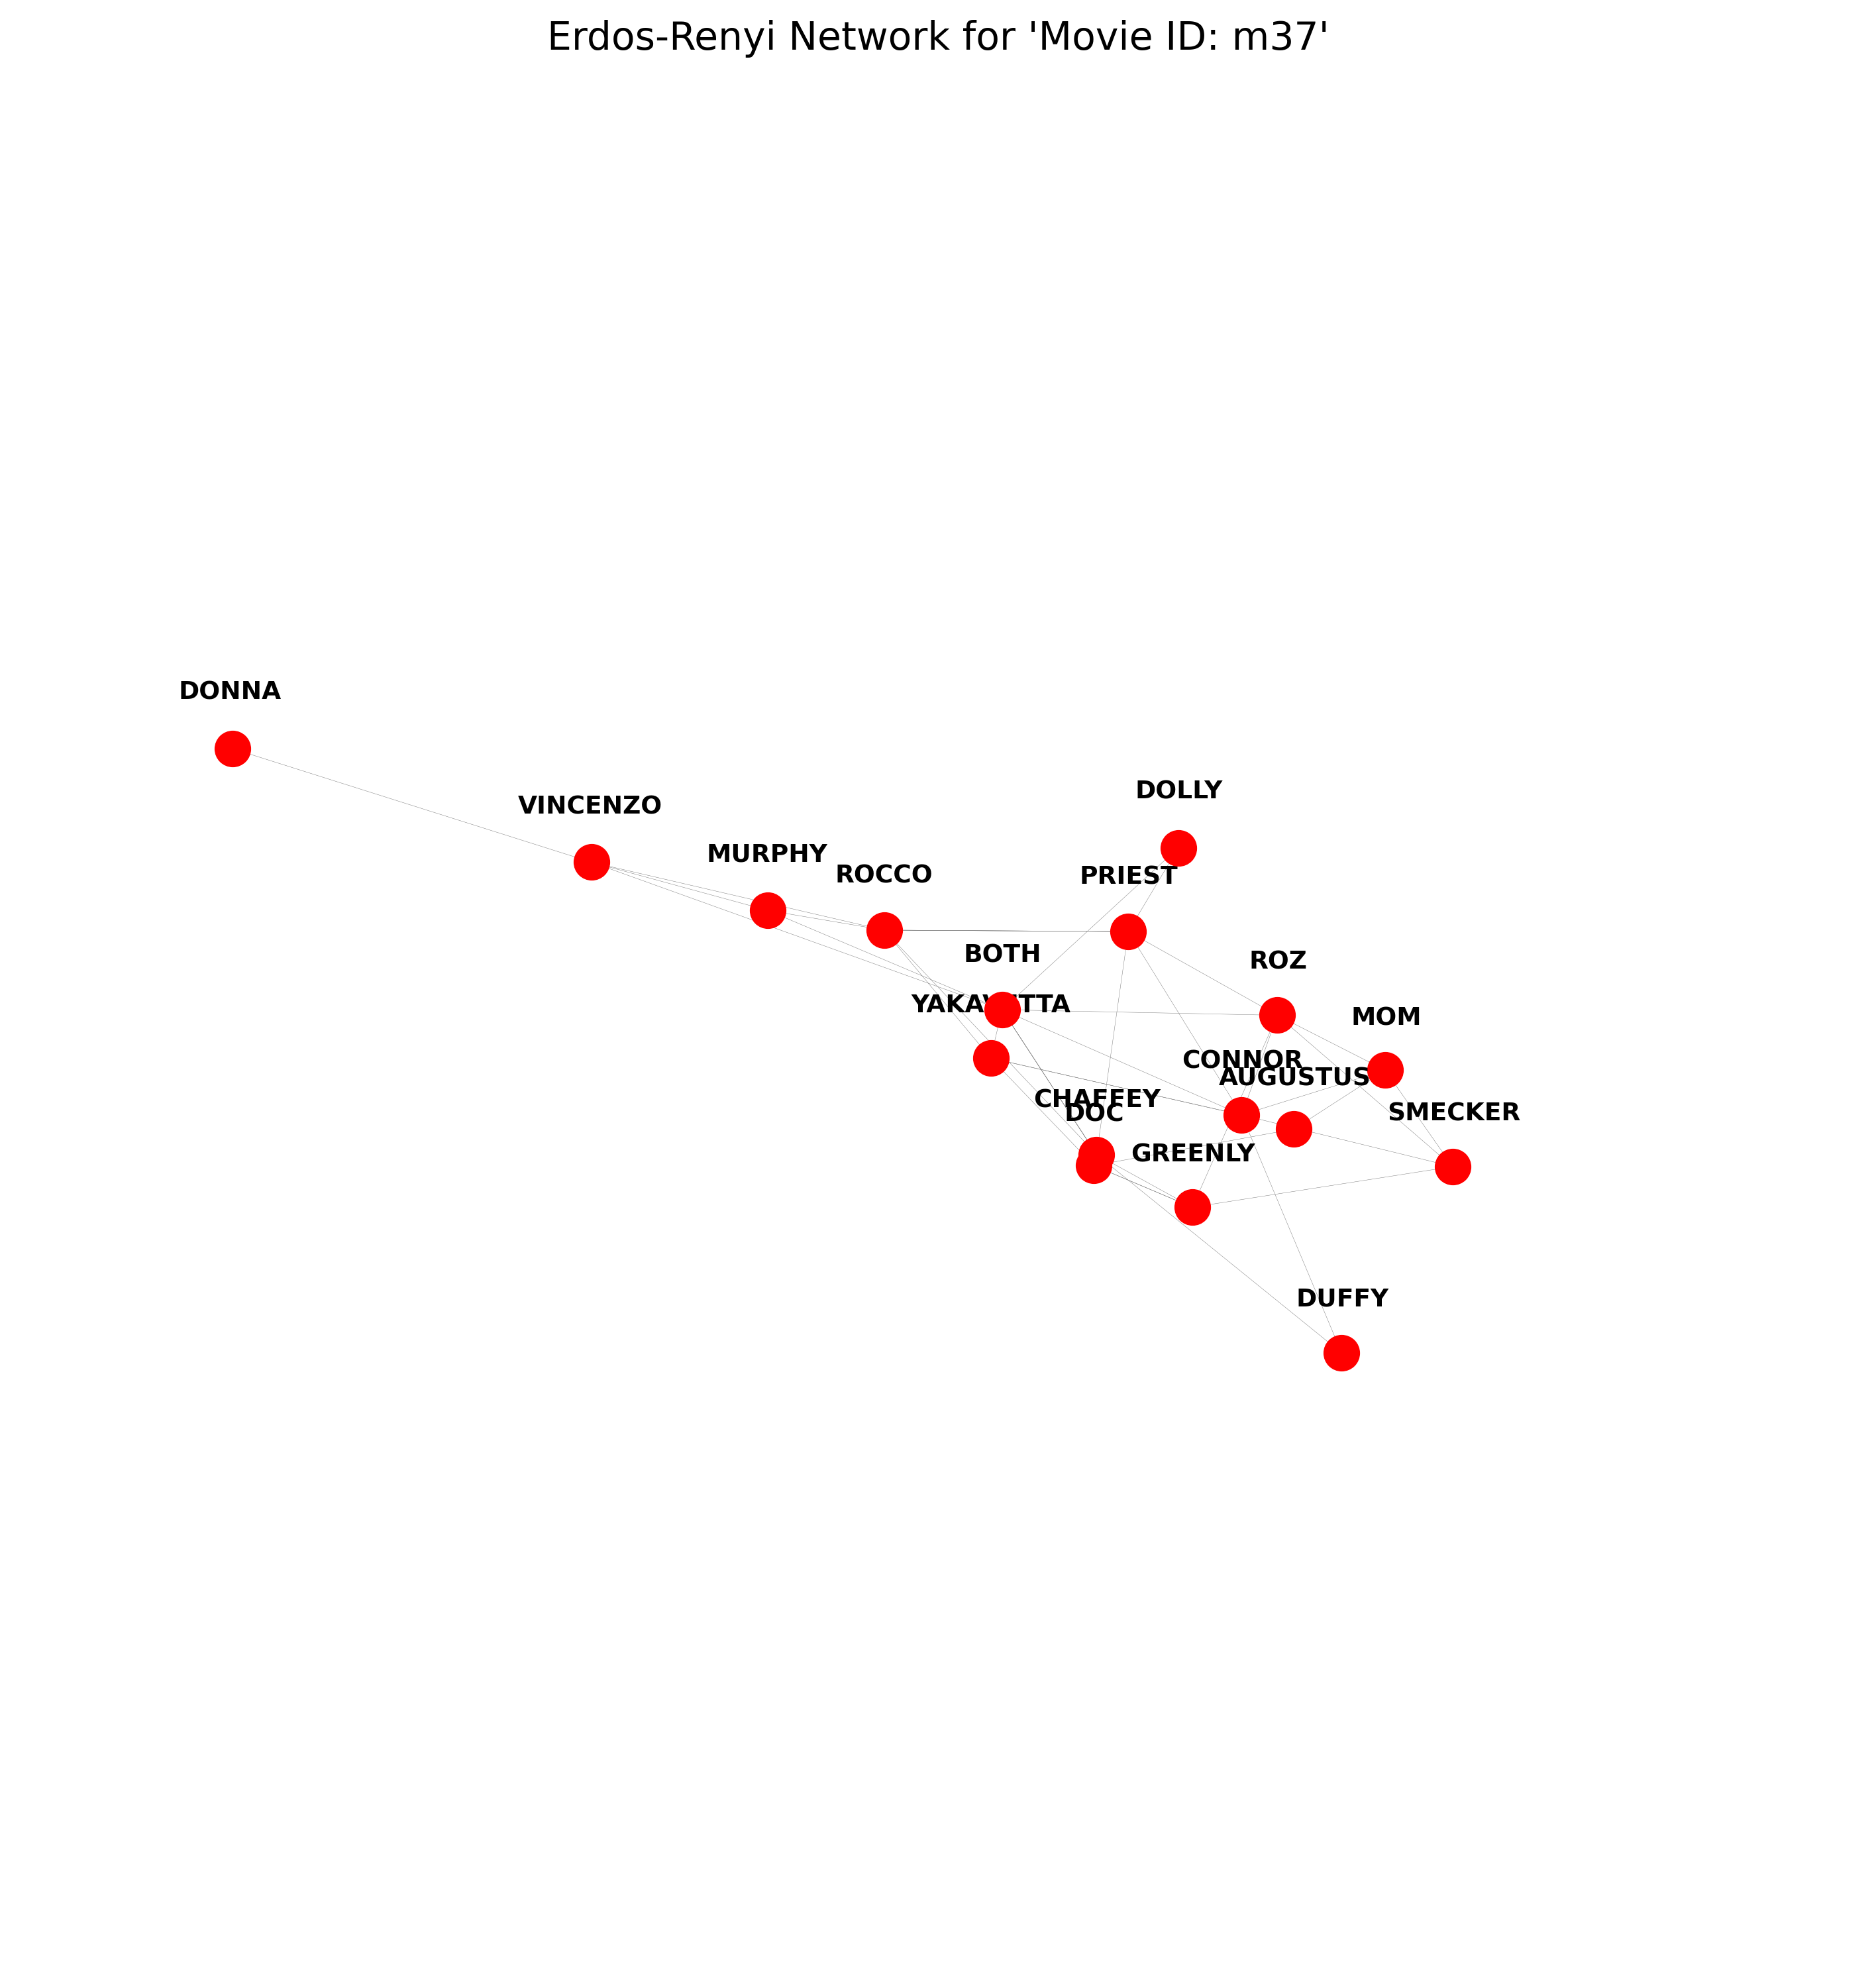 Erdos-Renyi Network for 'Movie ID: m37'
DONNA
DOLLY
VINCENZO
MURPHY
ROCCO
PRIEST
BOTH
ROZ
YAKAVETTA
MOM
CONNOR
AUGUSTUS
CHAFFEY
DOC
SMECKER
GREENLY
DUFFY